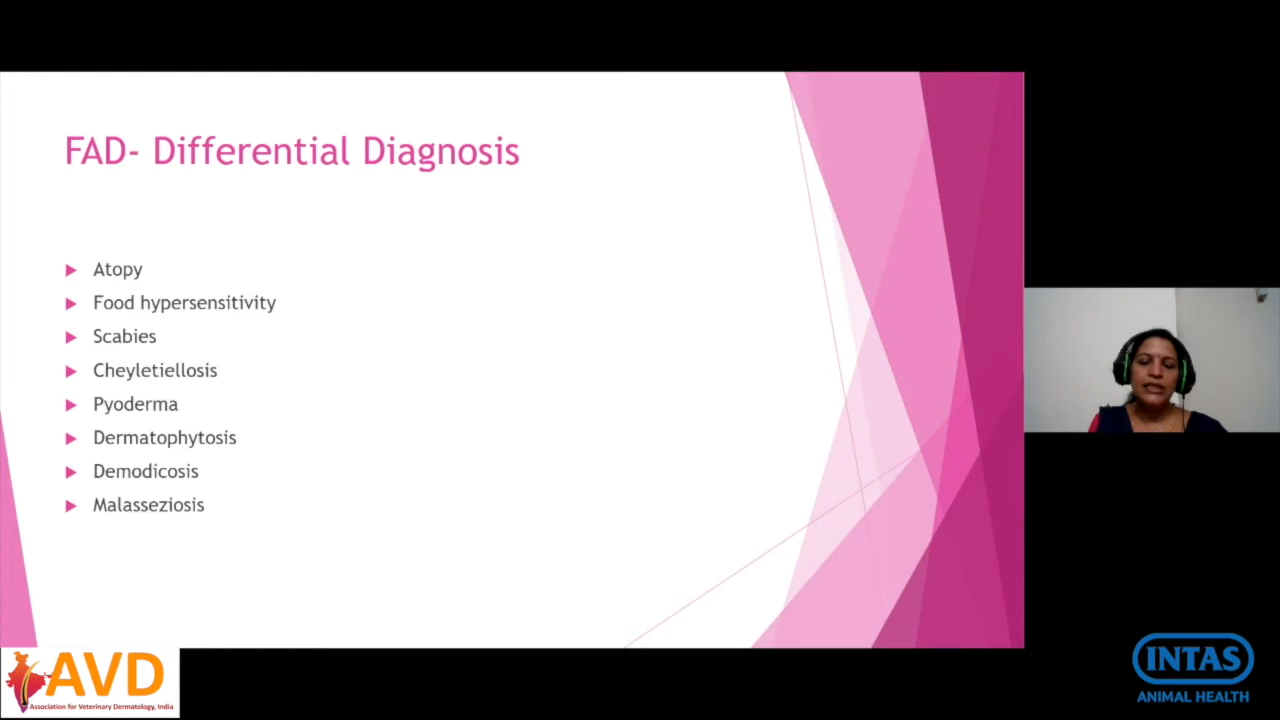 FAD- Differential Diagnosis
Atopy
Food hypersensitivity
Scabies
Cheyletiellosis
Pyoderma
Dermatophytosis
Demodicosis
Malasseziosis
AVD
Association for Veterinary Dermatology, India
INTAS
ANIMAL HEALTH